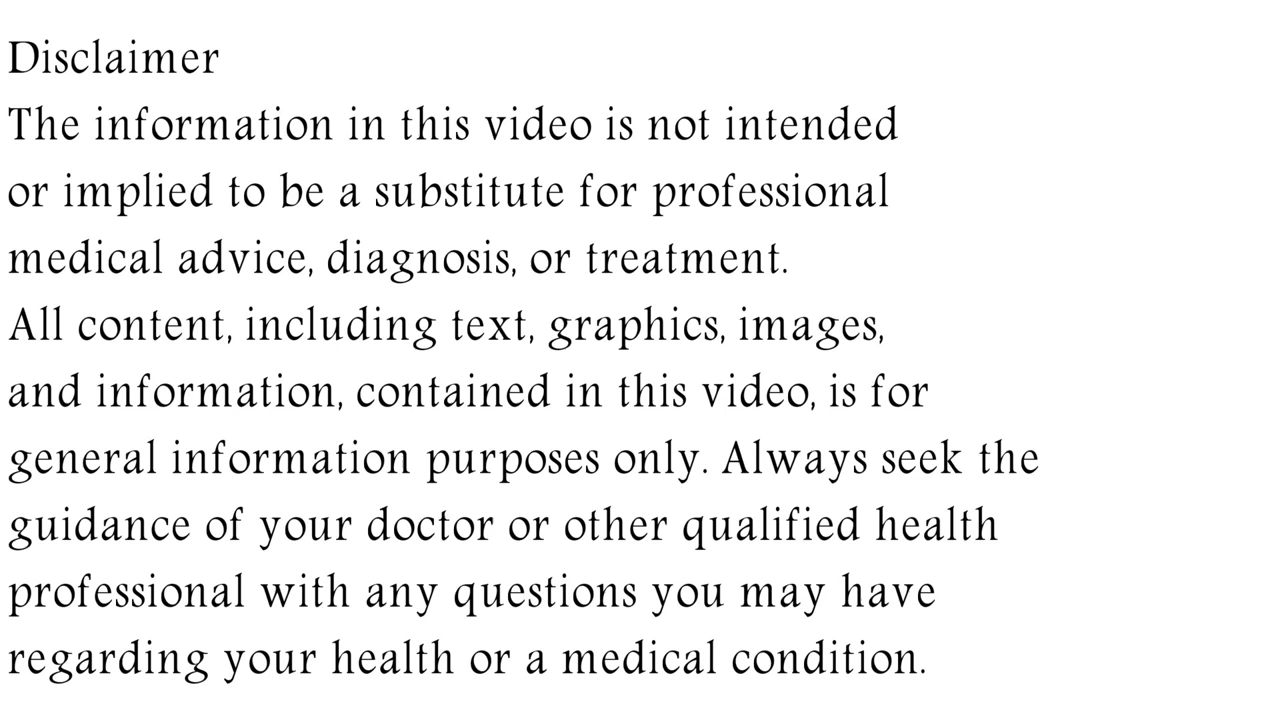 Disclaimer
The information in this video is not intended
or implied to be a substitute for professional
medical advice, diagnosis, or treatment.
All content, including text, graphics, images,
and information, contained in this video, is for
general information purposes only. Always seek the
guidance of your doctor or other qualified health
professional with any questions you may have
regarding your health or a medical condition.